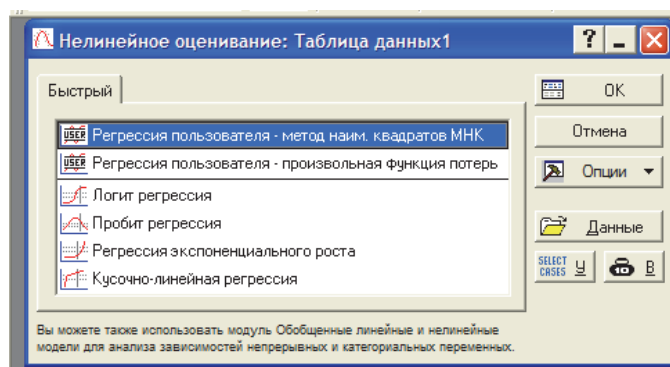 Нелинейное оценивание: Таблица данных1
?
Быстрый
USER Регрессия пользователя - метод наим. квадратов МНК
USER Регрессия пользователя - произвольная функция потерь
Логит регрессия
Пробит регрессия
Регрессия экспоненциального роста
Кусочно-линейная регрессия
OK
Отмена
Опции
Данные
SELECT CASES У
В
Вы можете также использовать модуль Обобщенные линейные и нелинейные
модели для анализа зависимостей непрерывных и категориальных переменных.